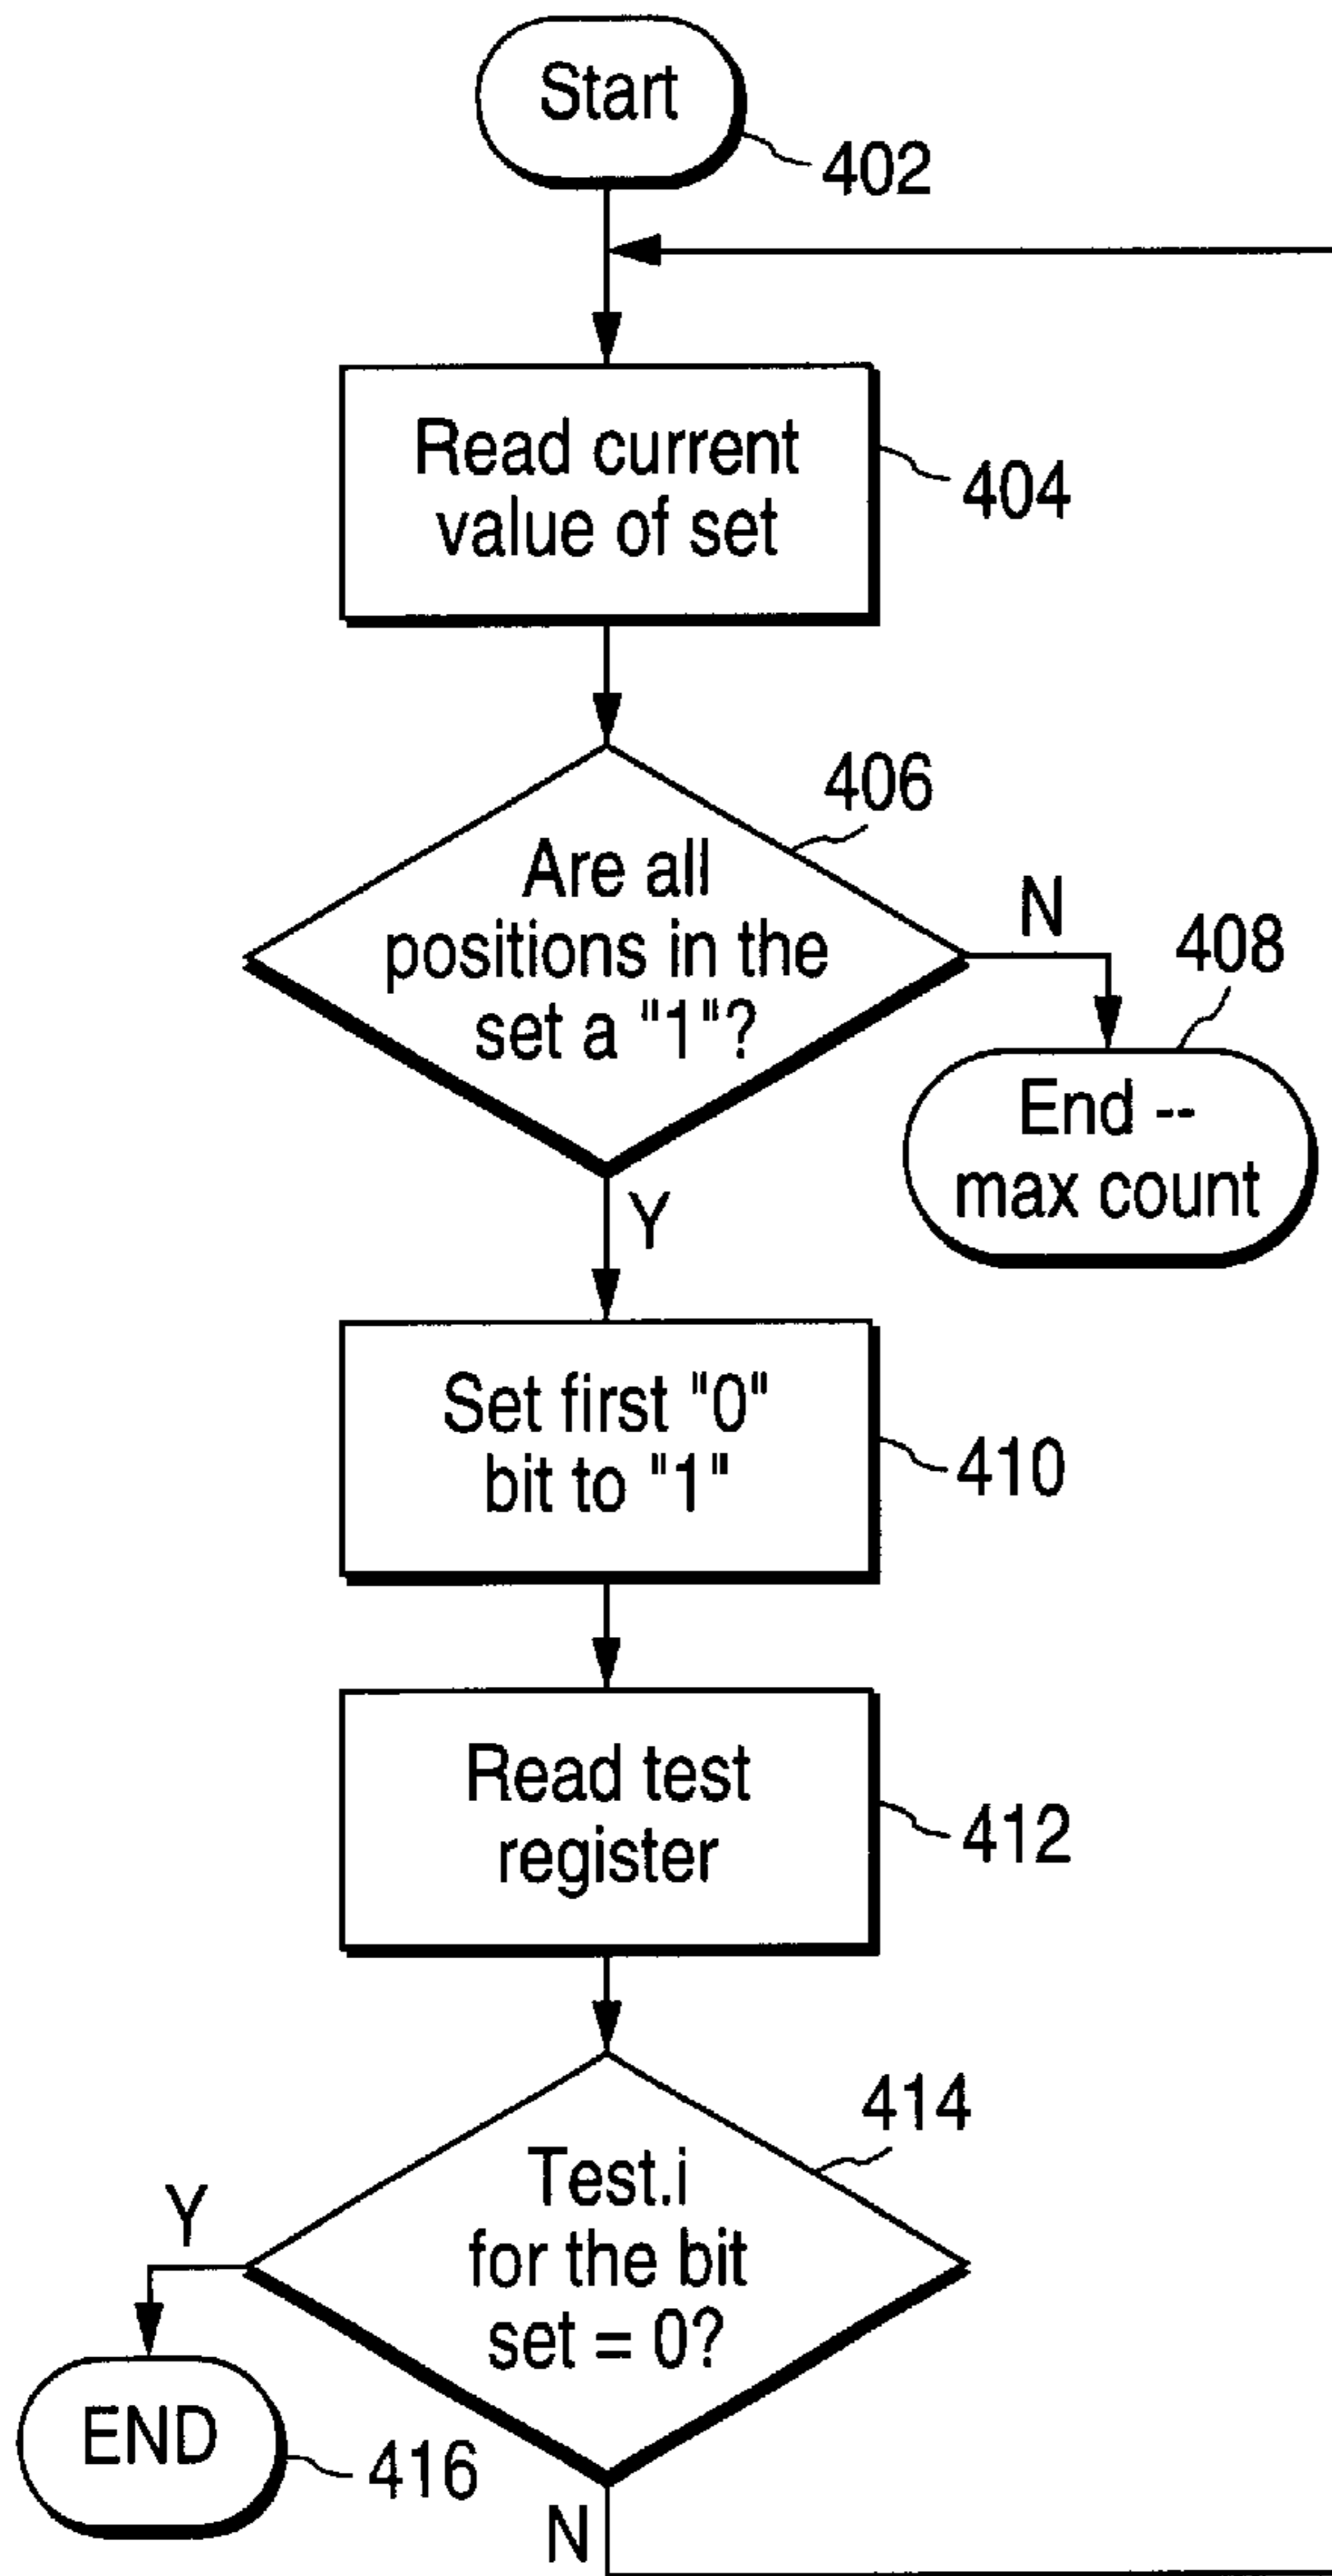 Start
402
Read current
value of set
404
406
Are all
positions in the
set a "1"?
N
408
End --
max count
Y
Set first "0"
bit to "1"
410
Read test
register
412
414
Test.i
for the bit
set = 0?
Y
END
416
N